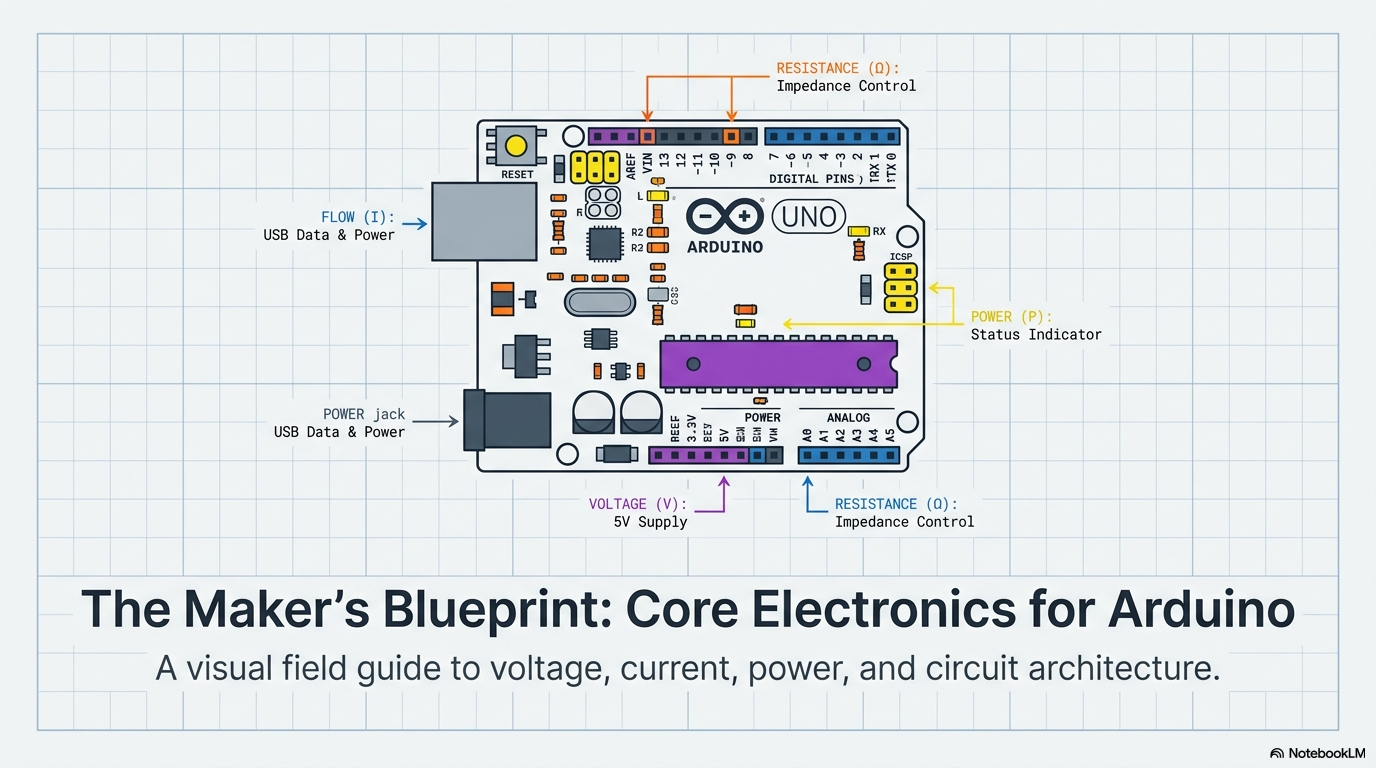 RESISTANCE (Ω):
Impedance Control
RESET
AREF
VIN
13
12
-11
-10
-9
8
7
-6
-5
4
-3
2
TX 0
DIGITAL PINS )
L
R
R2
R2
ARDUINO
UNO
RX
ICSP
FLOW (I):
USB Data & Power
POWER (P):
Status Indicator
POWER jack
USB Data & Power
POWER
ANALOG
REEF
3.3V
5V
A0
A1
A2
A3
A4
A5
VOLTAGE (V):
5V Supply
RESISTANCE (Ω):
Impedance Control
The Maker's Blueprint: Core Electronics for Arduino
A visual field guide to voltage, current, power, and circuit architecture.
NotebookLM